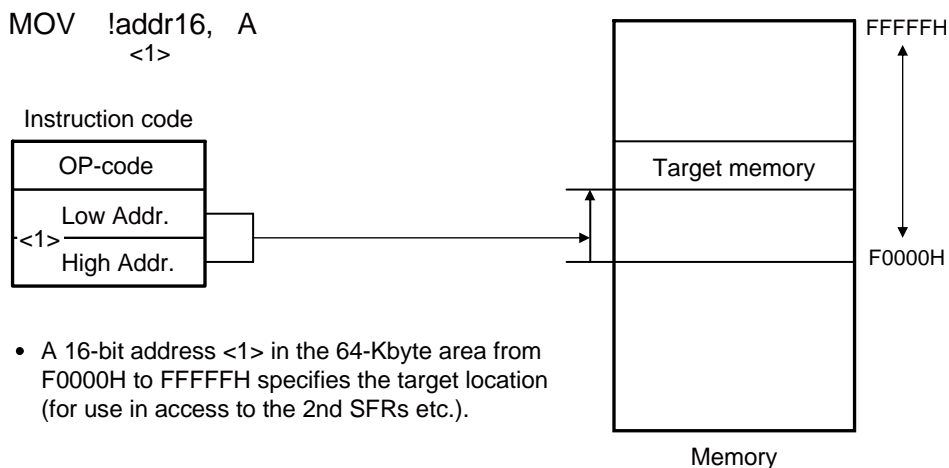 MOV !addr16, A
<1>
FFFFFH
Instruction code
OP-code
Target memory
Low Addr.
<1>
High Addr.
F0000H
• A 16-bit address <1> in the 64-Kbyte area from
F0000H to FFFFFH specifies the target location
(for use in access to the 2nd SFRs etc.).
Memory